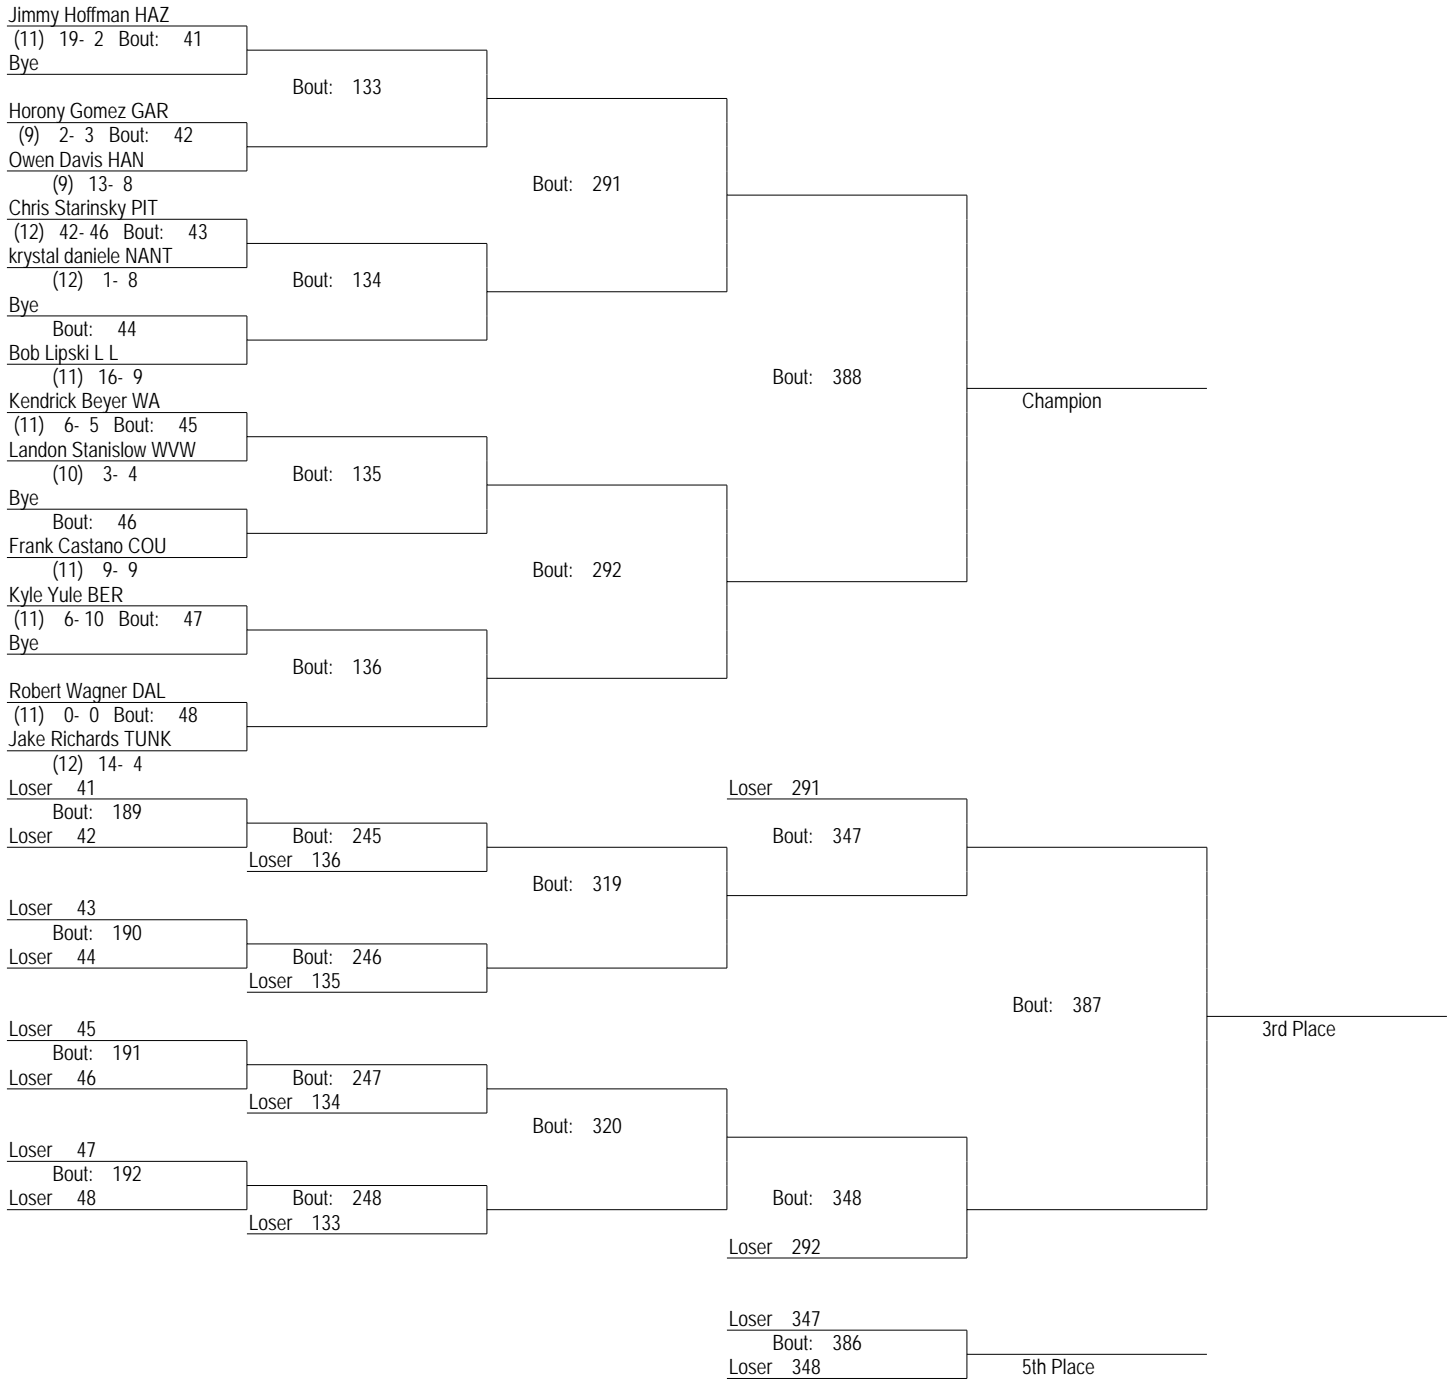 Jimmy Hoffman HAZ
(11) 19- 2 Bout: 41
Bye
Bout: 133
Horony Gomez GAR
(9) 2- 3 Bout: 42
Owen Davis HAN
(9) 13- 8
Bout: 291
Chris Starinsky PIT
(12) 42- 46 Bout: 43
krystal daniele NANT
(12) 1- 8
Bout: 134
Bye
Bout: 44
Bob Lipski L L
(11) 16- 9
Bout: 388
Champion
Kendrick Beyer WA
(11) 6- 5 Bout: 45
Landon Stanislow WVW
(10) 3- 4
Bout: 135
Bye
Bout: 46
Frank Castano COU
(11) 9- 9
Bout: 292
Kyle Yule BER
(11) 6- 10 Bout: 47
Bye
Bout: 136
Robert Wagner DAL
(11) 0- 0 Bout: 48
Jake Richards TUNK
(12) 14- 4
Loser 41
Bout: 189
Loser 42
Bout: 245
Loser 136
Loser 291
Bout: 347
Bout: 319
Loser 43
Bout: 190
Loser 44
Bout: 246
Loser 135
Bout: 387
3rd Place
Loser 45
Bout: 191
Loser 46
Bout: 247
Loser 134
Bout: 320
Loser 47
Bout: 192
Loser 48
Bout: 248
Loser 133
Bout: 348
Loser 292
Loser 347
Bout: 386
Loser 348
5th Place